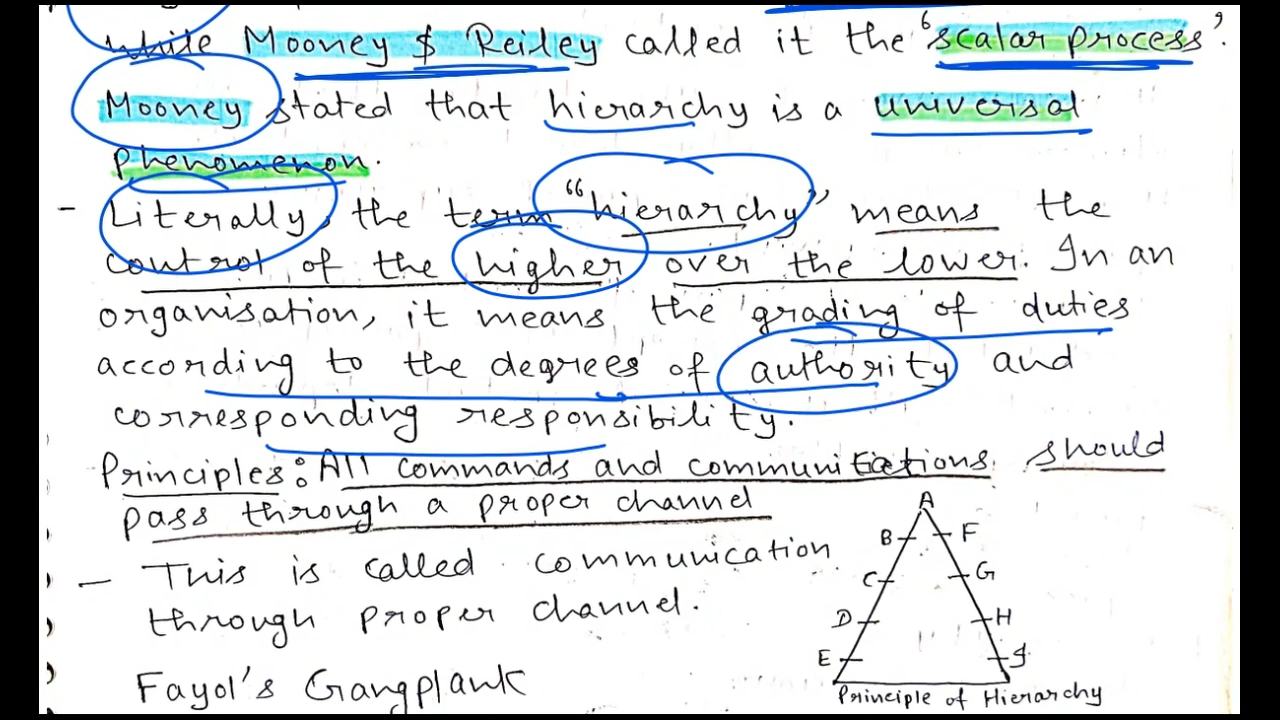 while Mooney $ Reiley called it the 'scalar process'.
Mooney stated that hierarchy is a universal
phenomenon.
- Literally, the term "hierarchy" means the
control of the higher over the lower. In an
organisation, it means the 'grading of duties
according to the degrees' of authority and
corresponding responsibility.
Principles: All commands and communications should
pass through a proper channel
- This is called communication
through proper channel.
Fayol's Gangplank
A
B F
C G
D H
E I
Principle of Hierarchy